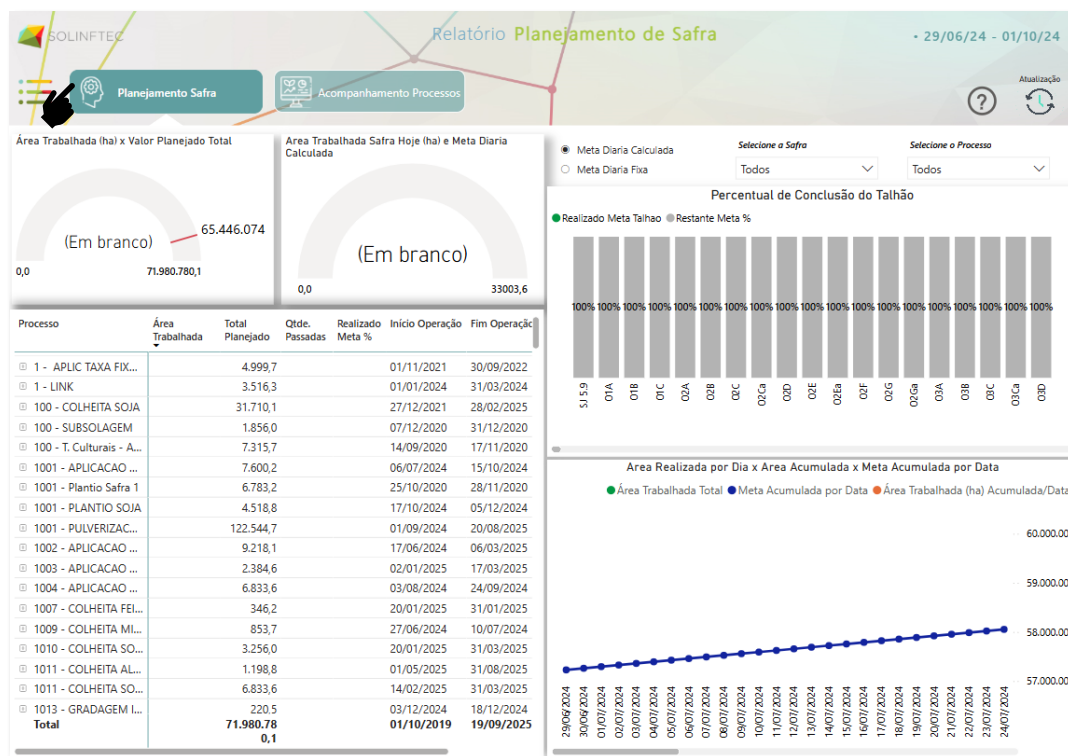 SOLINFTEC
Relatório Planejamento de Safra
• 29/06/24 - 01/10/24
Planejamento Safra
Acompanhamento Processos
?
Atualização
Área Trabalhada (ha) x Valor Planejado Total
(Em branco)
65.446.074
0,0
71.980.780,1
Area Trabalhada Safra Hoje (ha) e Meta Diaria
Calculada
(Em branco)
0,0
33003,6
Meta Diaria Calculada
Meta Diaria Fixa
Selecione a Safra
Todos
Selecione o Processo
Todos
Percentual de Conclusão do Talhão
Realizado Meta Talhao Restante Meta %
100% 100% 100% 100% 100% 100% 100% 100% 100% 100% 100% 100% 100% 100% 100% 100% 100% 100% 100%
SJ 5.9 01A 01B 01C 02A 02B 02C 02Ca 02D 02E 02Ea 02F 02G 02Ga 03A 03B 03C 03Ca 03D
Processo Área Trabalhada Total Planejado Qtde. Passadas Realizado Meta % Início Operação Fim Operação
1 - APLIC TAXA FIX... 4.999,7 01/11/2021 30/09/2022
1 - LINK 3.516,3 01/01/2024 31/03/2024
100 - COLHEITA SOJA 31.710,1 27/12/2021 28/02/2025
100 - SUBSOLAGEM 1.856,0 07/12/2020 31/12/2020
100 - T. Culturais - A... 7.315,7 14/09/2020 17/11/2020
1001 - APLICACAO ... 7.600,2 06/07/2024 15/10/2024
1001 - Plantio Safra 1 6.783,2 25/10/2020 28/11/2020
1001 - PLANTIO SOJA 4.518,8 17/10/2024 05/12/2024
1001 - PULVERIZAC... 122.544,7 01/09/2024 20/08/2025
1002 - APLICACAO ... 9.218,1 17/06/2024 06/03/2025
1003 - APLICACAO ... 2.384,6 02/01/2025 17/03/2025
1004 - APLICACAO ... 6.833,6 03/08/2024 24/09/2024
1007 - COLHEITA FEI... 346,2 20/01/2025 31/01/2025
1009 - COLHEITA MI... 853,7 27/06/2024 10/07/2024
1010 - COLHEITA SO... 3.256,0 20/01/2025 31/03/2025
1011 - COLHEITA AL... 1.198,8 01/05/2025 31/08/2025
1011 - COLHEITA SO... 6.833,6 14/02/2025 31/03/2025
1013 - GRADAGEM I... 220,5 03/12/2024 18/12/2024
Total 71.980.780,1 01/10/2019 19/09/2025
Area Realizada por Dia x Area Acumulada x Meta Acumulada por Data
Área Trabalhada Total Meta Acumulada por Data Área Trabalhada (ha) Acumulada/Data
60.000.00
59.000.00
58.000.00
57.000.00
29/06/2024 30/06/2024 01/07/2024 02/07/2024 03/07/2024 04/07/2024 05/07/2024 06/07/2024 07/07/2024 08/07/2024 09/07/2024 10/07/2024 11/07/2024 12/07/2024 13/07/2024 14/07/2024 15/07/2024 16/07/2024 17/07/2024 18/07/2024 19/07/2024 20/07/2024 21/07/2024 22/07/2024 23/07/2024 24/07/2024